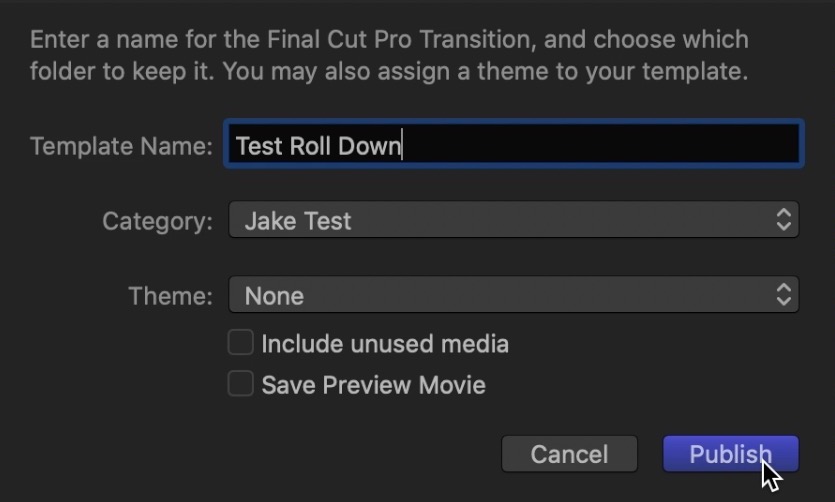 Enter a name for the Final Cut Pro Transition, and choose which
folder to keep it. You may also assign a theme to your template.
Template Name: Test Roll Down
Category: Jake Test
Theme: None
Include unused media
Save Preview Movie
Cancel Publish